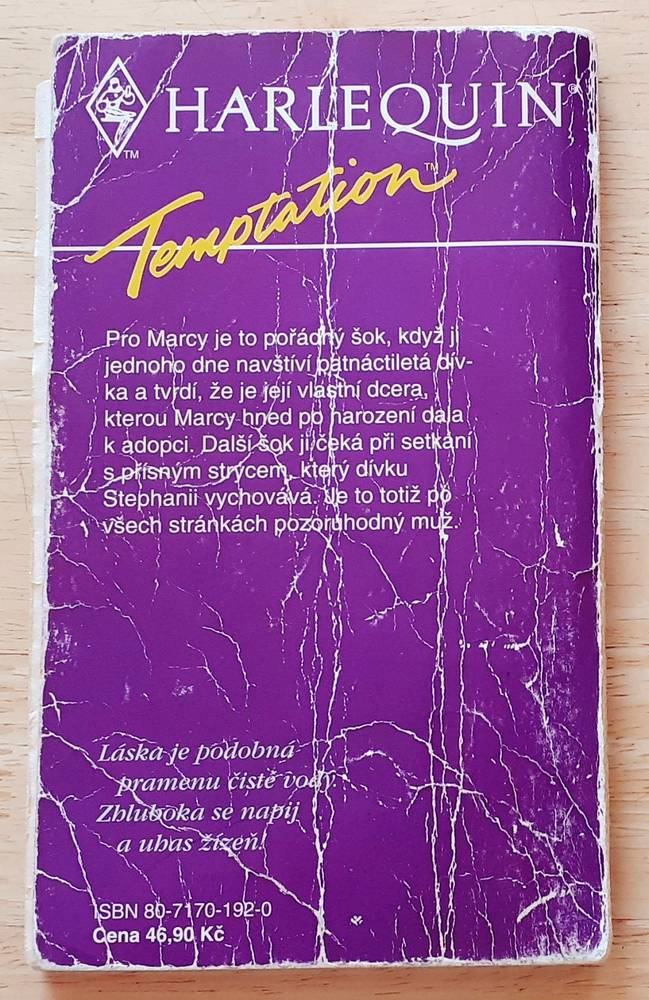 HARLEQUIN®
TM
Temptation™
Pro Marcy je to pořádný šok, když ji
jednoho dne navštíví patnáctiletá dív-
ka a tvrdí, že je její vlastní dcera,
kterou Marcy hned po narození dala
k adopci. Další šok ji čeká při setkání
s přísným strýcem, který dívku
Stephanii vychovává. Je to totiž po
všech stránkách pozoruhodný muž.
Láska je podobná
pramenu čisté vody.
Zhluboka se napij
a uhas žízeň!
ISBN 80-7170-192-0
Cena 46,90 Kč